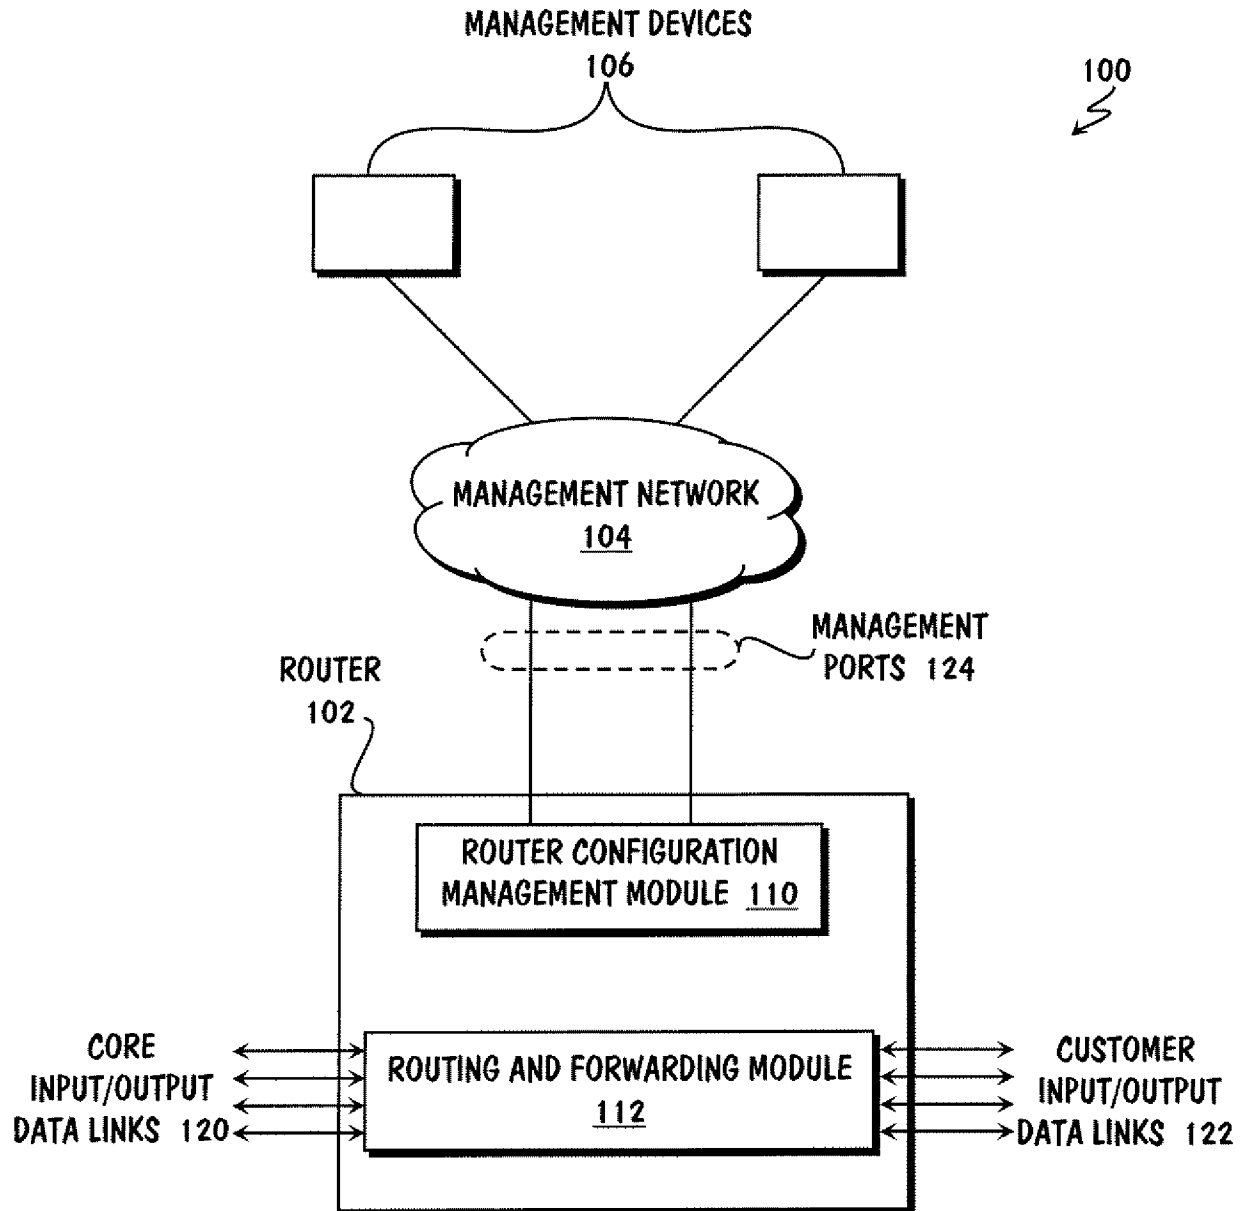 MANAGEMENT DEVICES
106
100
MANAGEMENT NETWORK
104
MANAGEMENT
PORTS 124
ROUTER
102
ROUTER CONFIGURATION
MANAGEMENT MODULE 110
CORE
INPUT/OUTPUT
DATA LINKS 120
ROUTING AND FORWARDING MODULE
112
CUSTOMER
INPUT/OUTPUT
DATA LINKS 122